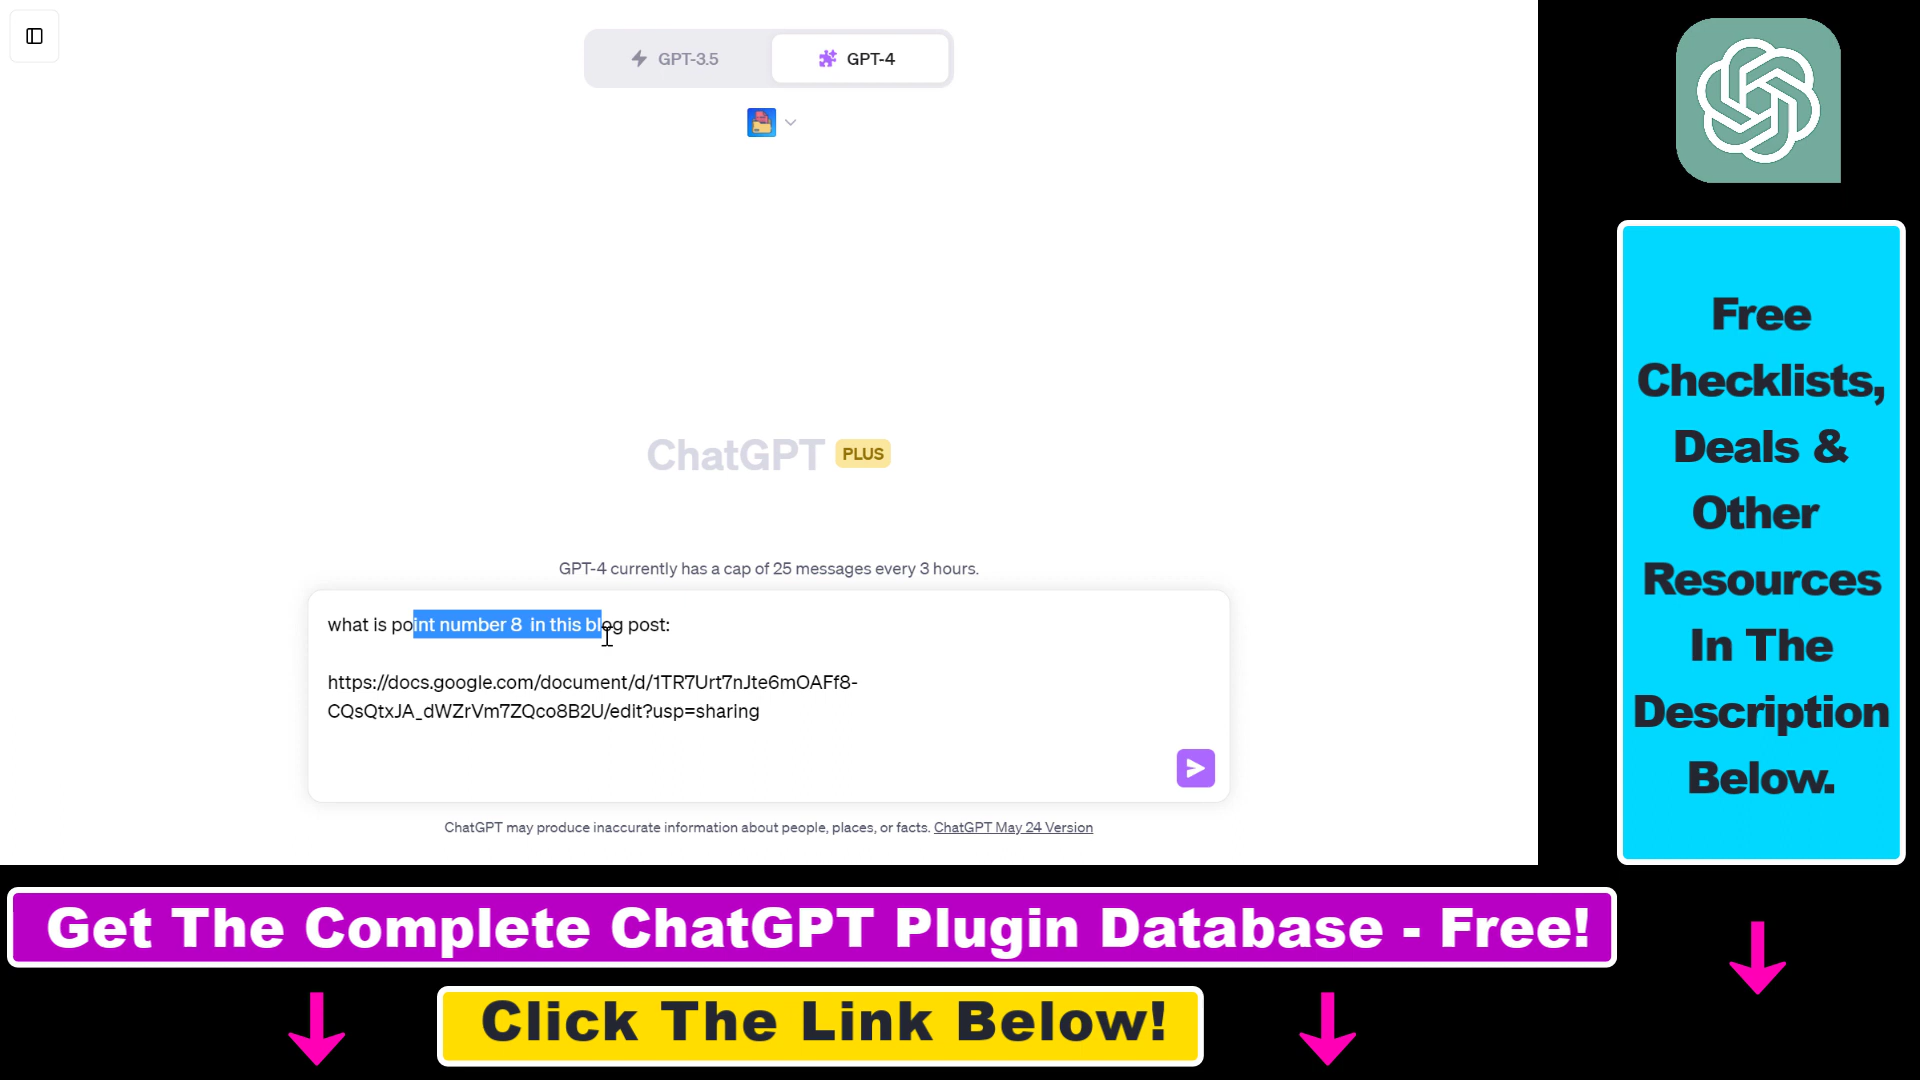 GPT-3.5
GPT-4
ChatGPT PLUS
GPT-4 currently has a cap of 25 messages every 3 hours.
what is point number 8  in this blog post:
https://docs.google.com/document/d/1TR7Urt7nJte6mOAFf8-
CQsQtxJA_dWZrVm7ZQco8B2U/edit?usp=sharing
ChatGPT may produce inaccurate information about people, places, or facts. ChatGPT May 24 Version
Free
Checklists,
Deals &
Other
Resources
In The
Description
Below.
Get The Complete ChatGPT Plugin Database - Free!
Click The Link Below!